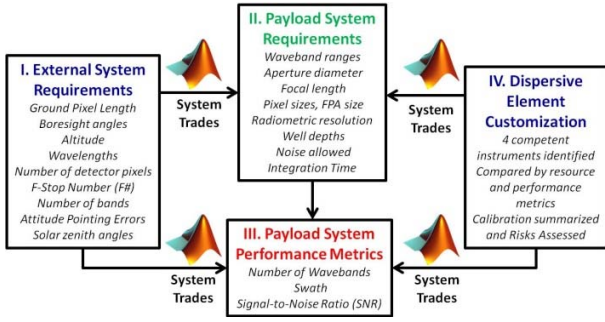 I. External System
Requirements
Ground Pixel Length
Boresight angles
Altitude
Wavelengths
Number of detector pixels
F-Stop Number (F#)
Number of bands
Attitude Pointing Errors
Solar zenith angles
System
Trades
II. Payload System
Requirements
Waveband ranges
Aperture diameter
Focal length
Pixel sizes, FPA size
Radiometric resolution
Well depths
Noise allowed
Integration Time
System
Trades
IV. Dispersive
Element
Customization
4 competent
instruments identified
Compared by resource
and performance
metrics
Calibration summarized
and Risks Assessed
System
Trades
III. Payload System
Performance Metrics
Number of Wavebands
Swath
Signal-to-Noise Ratio (SNR)
System
Trades